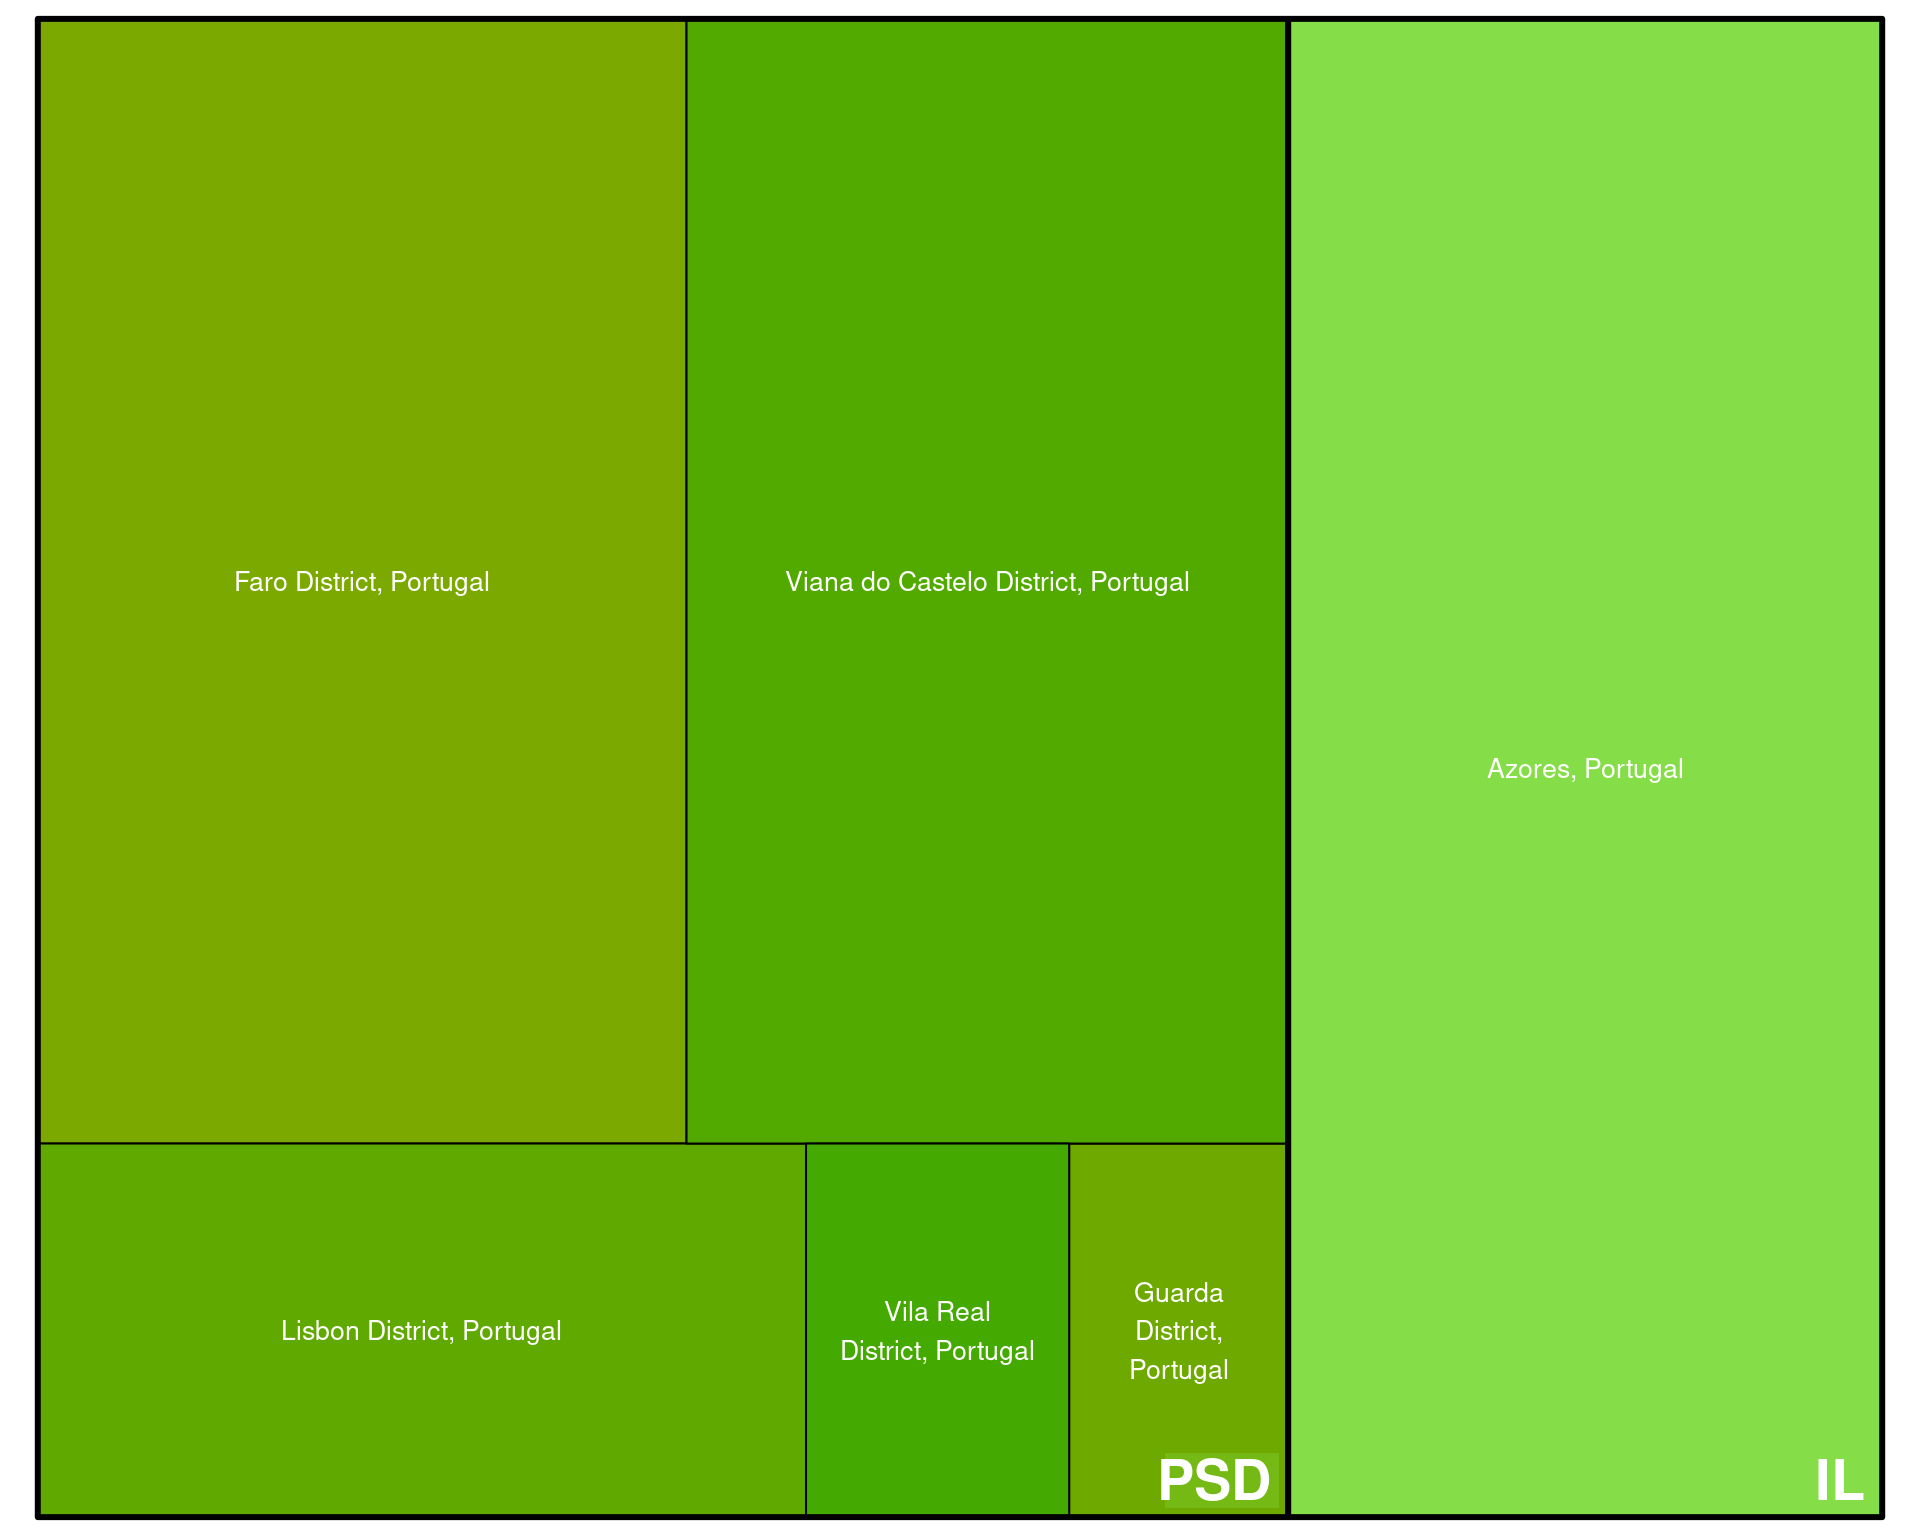 Faro District, Portugal
Viana do Castelo District, Portugal
Azores, Portugal
Lisbon District, Portugal
Vila Real
District, Portugal
Guarda
District,
Portugal
PSD
IL